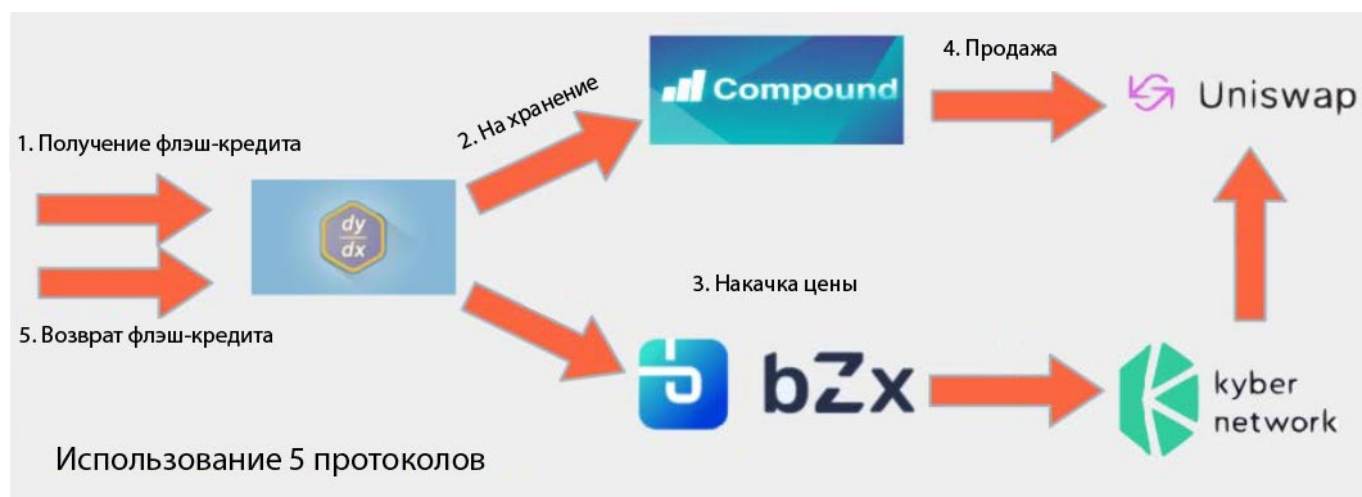 4. Продажа
2. На хранение
Compound
Uniswap
1. Получение флэш-кредита
dy
dx
3. Накачка цены
5. Возврат флэш-кредита
bZx
kyber
network
Использование 5 протоколов